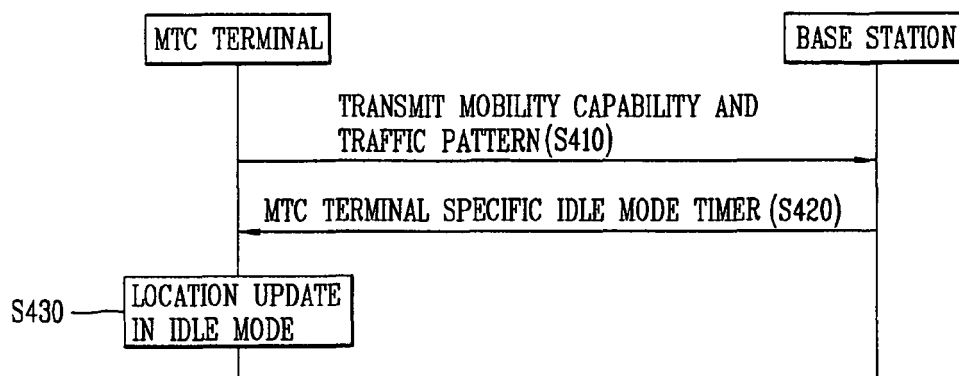 MTC TERMINAL
BASE STATION
TRANSMIT MOBILITY CAPABILITY AND
TRAFFIC PATTERN(S410)
MTC TERMINAL SPECIFIC IDLE MODE TIMER(S420)
S430
LOCATION UPDATE
IN IDLE MODE